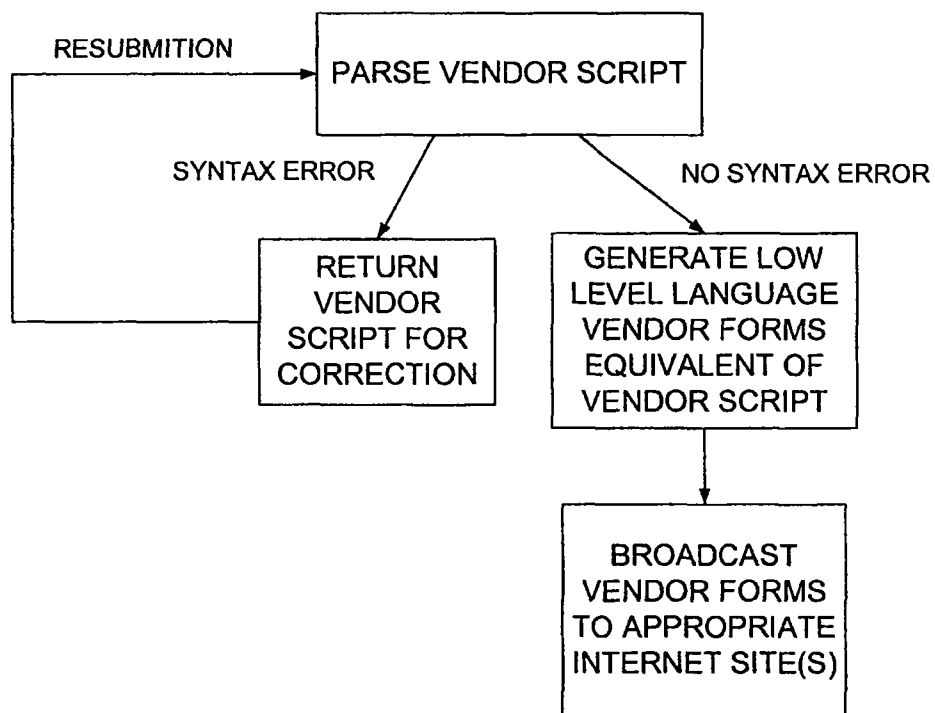 RESUBMITION
PARSE VENDOR SCRIPT
SYNTAX ERROR
NO SYNTAX ERROR
RETURN
VENDOR
SCRIPT FOR
CORRECTION
GENERATE LOW
LEVEL LANGUAGE
VENDOR FORMS
EQUIVALENT OF
VENDOR SCRIPT
BROADCAST
VENDOR FORMS
TO APPROPRIATE
INTERNET SITE(S)